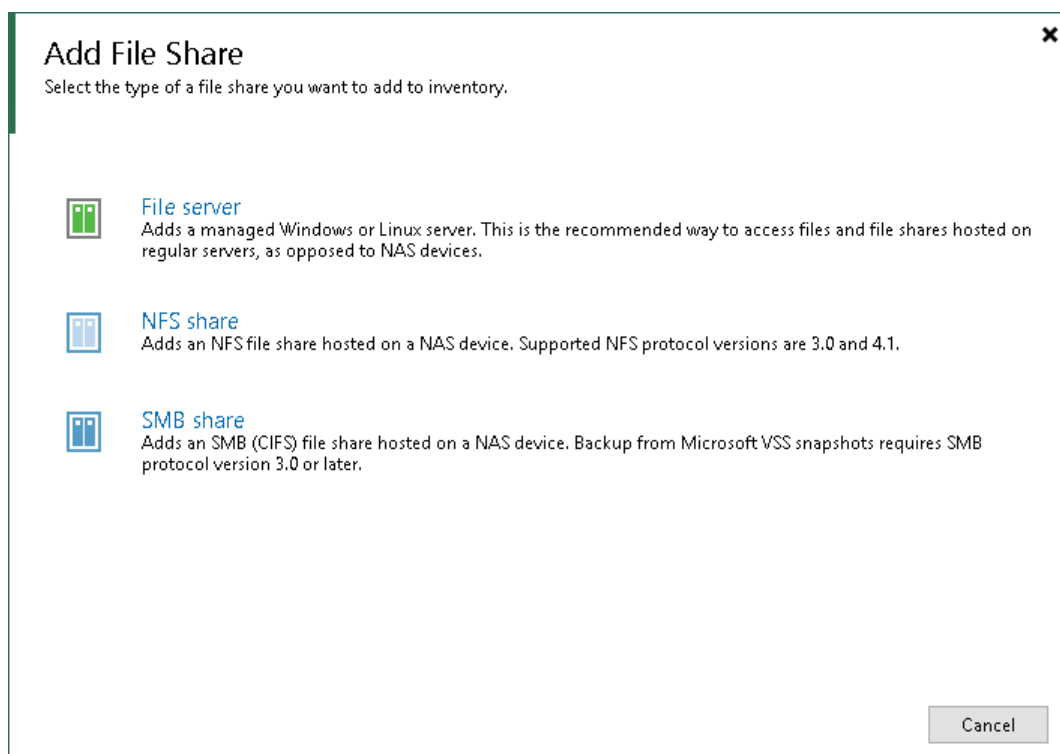 Add File Share
Select the type of a file share you want to add to inventory.
File server
Adds a managed Windows or Linux server. This is the recommended way to access files and file shares hosted on
regular servers, as opposed to NAS devices.
NFS share
Adds an NFS file share hosted on a NAS device. Supported NFS protocol versions are 3.0 and 4.1.
SMB share
Adds an SMB (CIFS) file share hosted on a NAS device. Backup from Microsoft VSS snapshots requires SMB
protocol version 3.0 or later.
Cancel